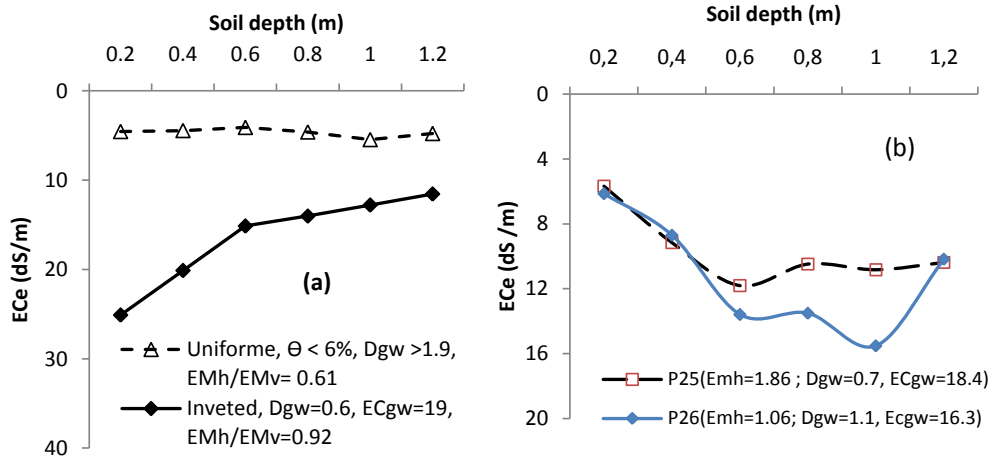 Soil depth (m)
0.2 0.4 0.6 0.8 1 1.2
0
10
20
30
40
ECe (dS/m)
(a)
Uniforme, Θ < 6%, Dgw >1.9,
EMh/EMv= 0.61
Inveted, Dgw=0.6, ECgw=19,
EMh/EMv=0.92
Soil depth (m)
0,2 0,4 0,6 0,8 1 1,2
0
4
8
12
16
20
ECe (dS /m)
(b)
P25(Emh=1.86 ; Dgw=0.7, ECgw=18.4)
P26(Emh=1.06; Dgw=1.1, Ecgw=16.3)